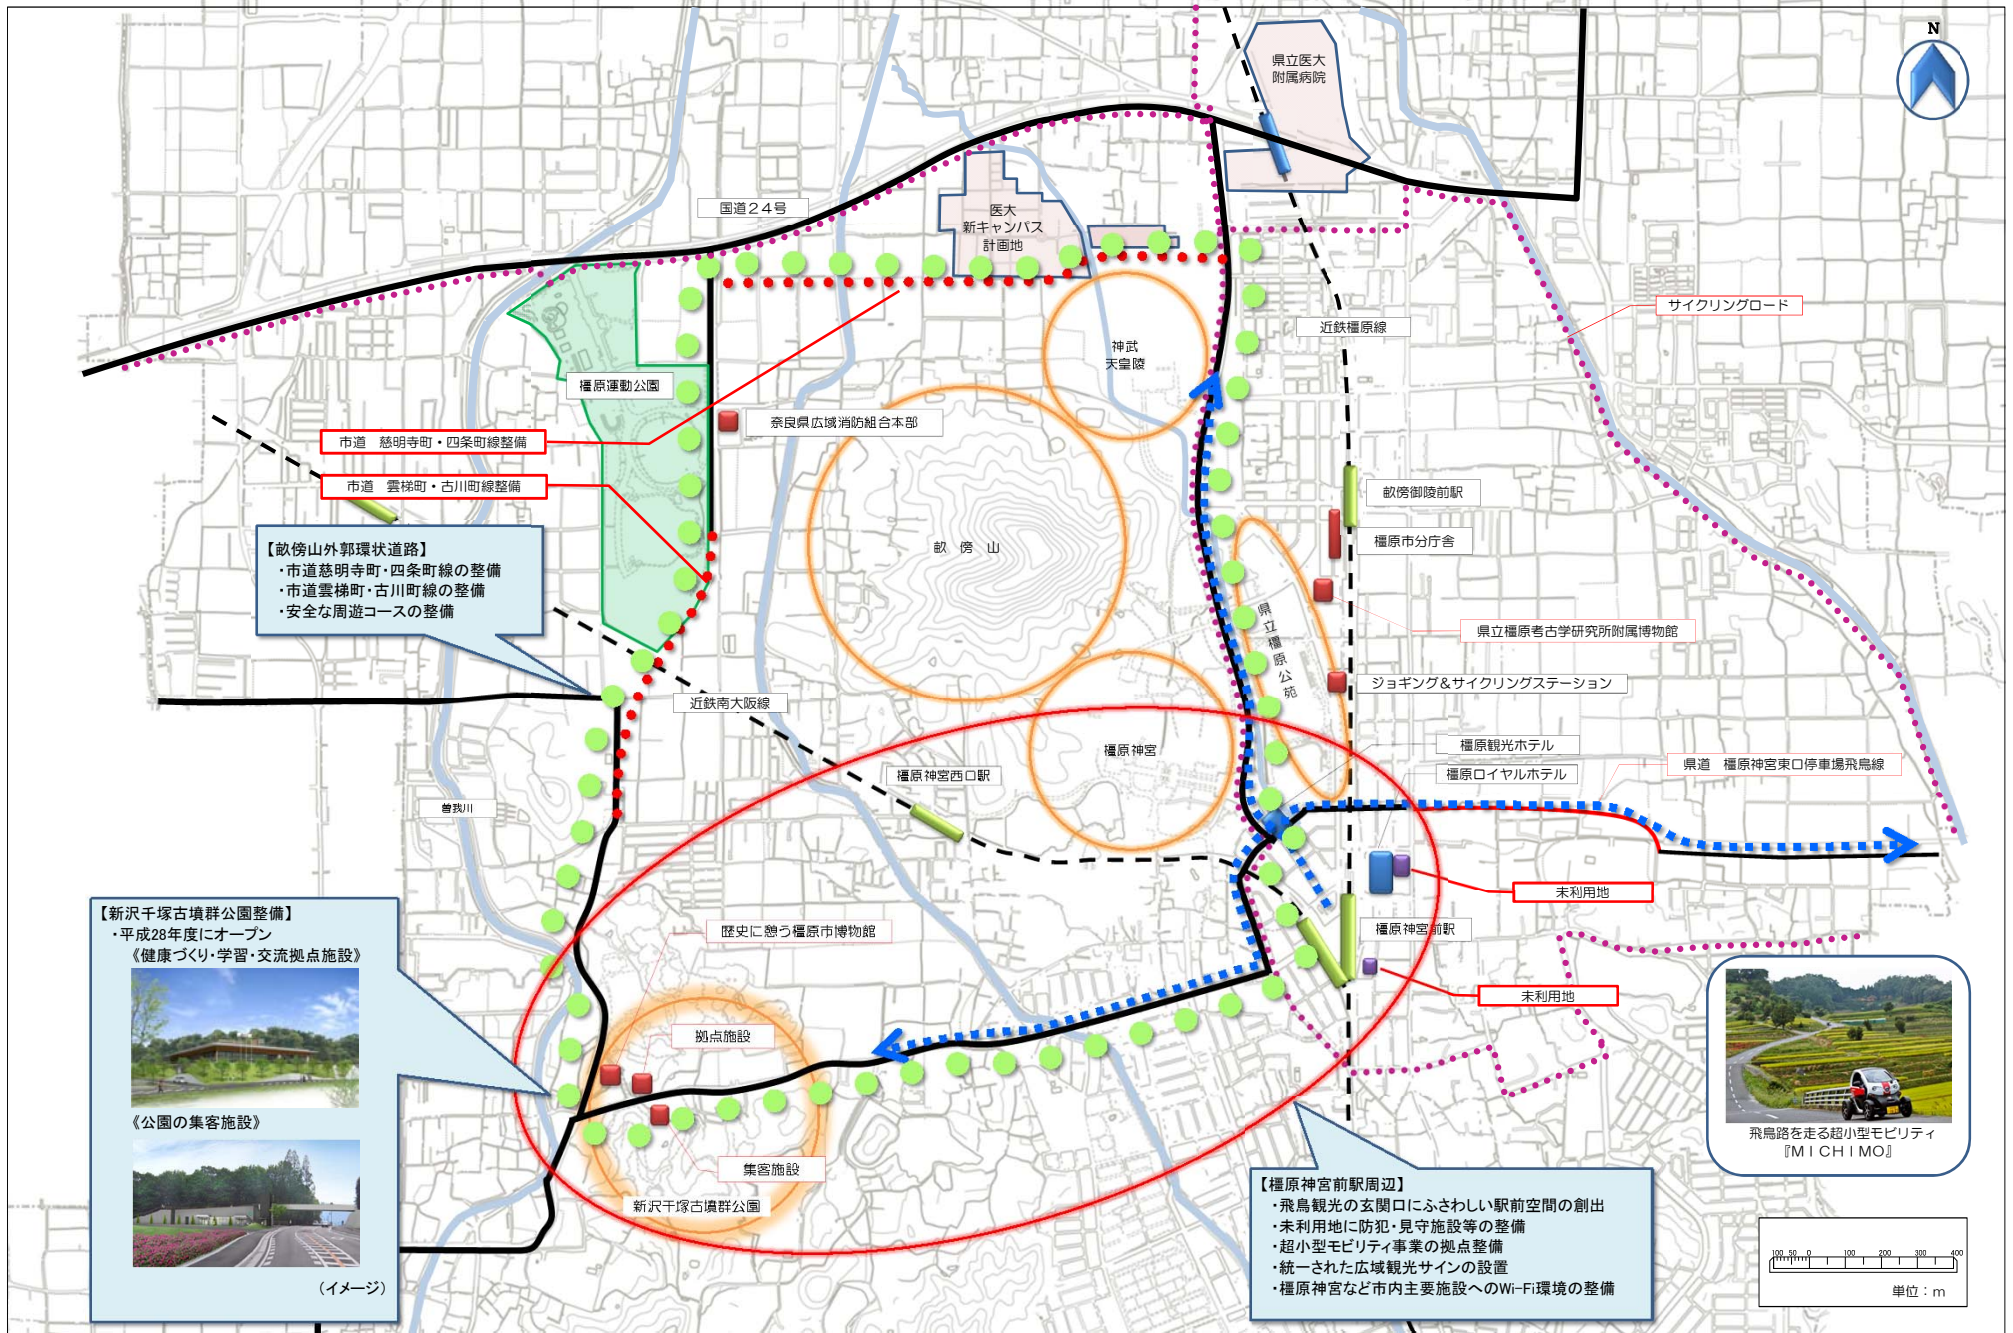 N
県立医大
附属病院
国道24号
医大
新キャンパス
計画地
サイクリングロード
近鉄橿原線
神武
天皇陵
橿原運動公園
奈良県広域消防組合本部
市道　慈明寺町・四条町線整備
市道　雲梯町・古川町線整備
畝傍御陵前駅
橿原市分庁舎
畝　傍　山
【畝傍山外郭環状道路】
・市道慈明寺町・四条町線の整備
・市道雲梯町・古川町線の整備
・安全な周遊コースの整備
県立橿原公苑
県立橿原考古学研究所附属博物館
ジョギング＆サイクリングステーション
近鉄南大阪線
橿原神宮
橿原観光ホテル
橿原神宮西口駅
橿原ロイヤルホテル
県道　橿原神宮東口停車場飛鳥線
曽我川
未利用地
【新沢千塚古墳群公園整備】
・平成28年度にオープン
《健康づくり・学習・交流拠点施設》
《公園の集客施設》
（イメージ）
歴史に憩う橿原市博物館
橿原神宮前駅
未利用地
拠点施設
集客施設
新沢千塚古墳群公園
飛鳥路を走る超小型モビリティ
『ＭＩＣＨＩＭＯ』
【橿原神宮前駅周辺】
・飛鳥観光の玄関口にふさわしい駅前空間の創出
・未利用地に防犯・見守施設等の整備
・超小型モビリティ事業の拠点整備
・統一された広域観光サインの設置
・橿原神宮など市内主要施設へのWi-Fi環境の整備
100 50 0 100 200 300 400
単位：m